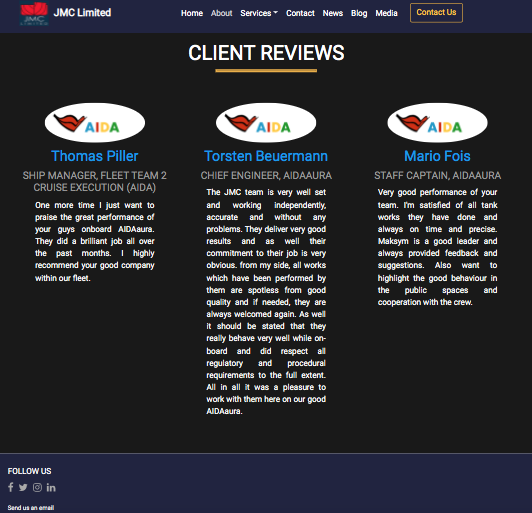 JMC
LIMITED
JMC Limited
Home About Services Contact News Blog Media Contact Us
CLIENT REVIEWS
AIDA
Thomas Piller
SHIP MANAGER, FLEET TEAM 2
CRUISE EXECUTION (AIDA)
One more time I just want to
praise the great performance of
your guys onboard AIDAaura.
They did a brilliant job all over
the past months. I highly
recommend your good company
within our fleet.
AIDA
Torsten Beuermann
CHIEF ENGINEER, AIDAAURA
The JMC team is very well set
and working independently,
accurate and without any
problems. They deliver very good
results and as well their
commitment to their job is very
obvious. from my side, all works
which have been performed by
them are spotless from good
quality and if needed, they are
always welcomed again. As well
it should be stated that they
really behave very well while on-
board and did respect all
regulatory and procedural
requirements to the full extent.
All in all it was a pleasure to
work with them here on our good
AIDAaura.
AIDA
Mario Fois
STAFF CAPTAIN, AIDAAURA
Very good performance of your
team. I'm satisfied of all tank
works they have done and
always on time and precise.
Maksym is a good leader and
always provided feedback and
suggestions. Also want to
highlight the good behaviour in
the public spaces and
cooperation with the crew.
FOLLOW US
Send us an email